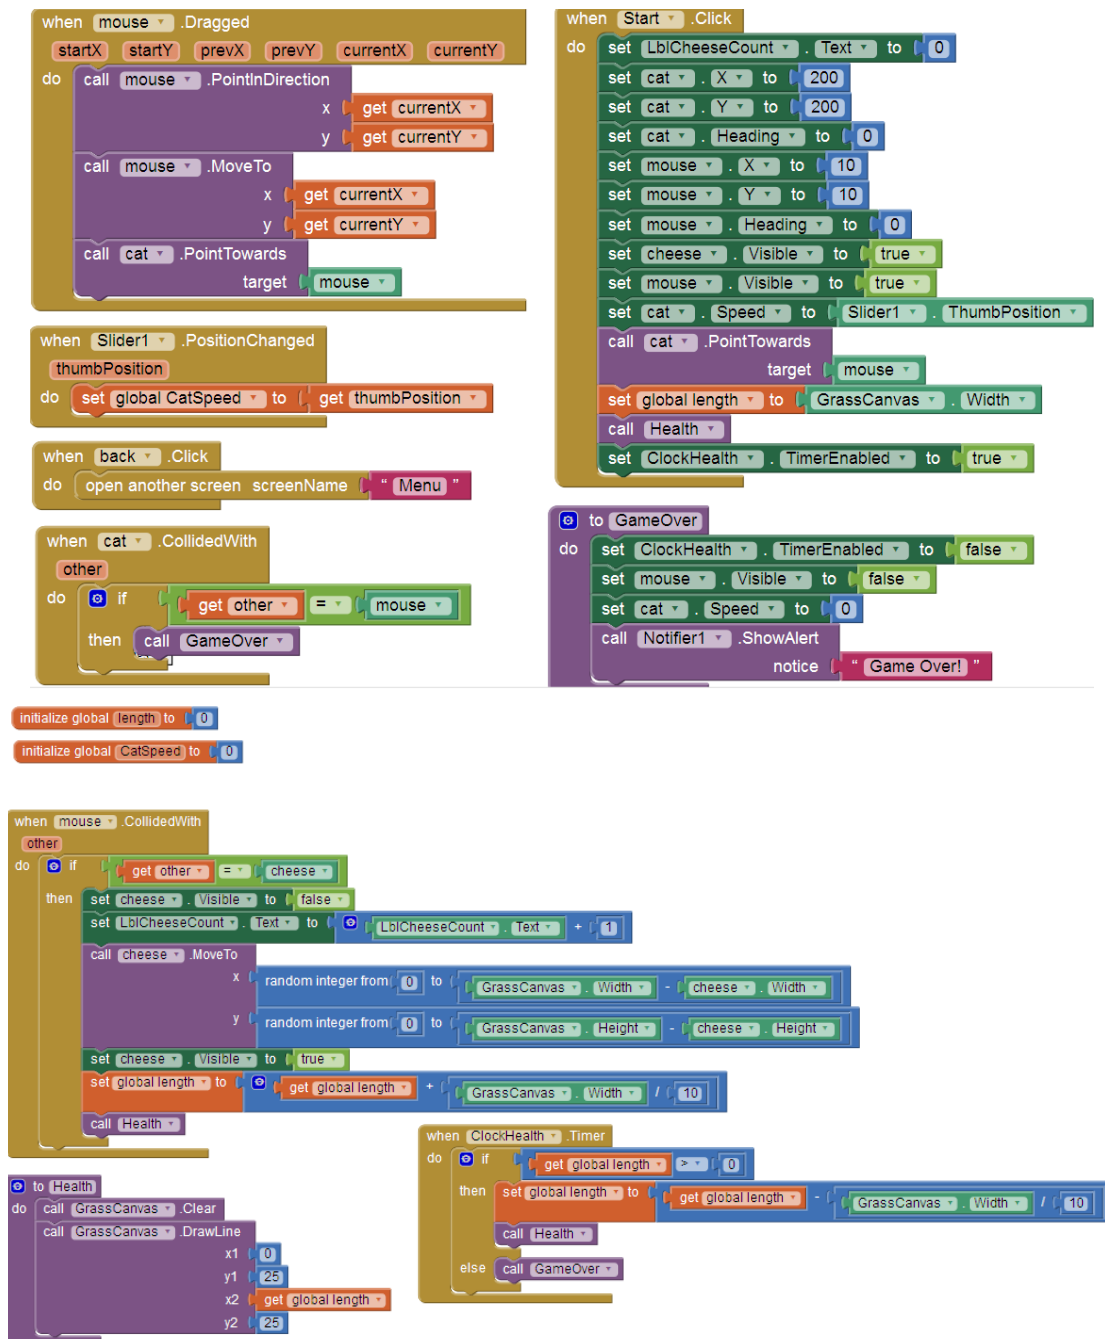 when mouse .Dragged
startX startY prevX prevY currentX currentY
do call mouse .PointInDirection
x get currentX
y get currentY
call mouse .MoveTo
x get currentX
y get currentY
call cat .PointTowards
target mouse
when Slider1 .PositionChanged
thumbPosition
do set global CatSpeed to get thumbPosition
when back .Click
do open another screen screenName " Menu "
when cat .CollidedWith
other
do if get other = mouse
then call GameOver
when Start .Click
do set LblCheeseCount . Text to 0
set cat . X to 200
set cat . Y to 200
set cat . Heading to 0
set mouse . X to 10
set mouse . Y to 10
set mouse . Heading to 0
set cheese . Visible to true
set mouse . Visible to true
set cat . Speed to Slider1 . ThumbPosition
call cat .PointTowards
target mouse
set global length to GrassCanvas . Width
call Health
set ClockHealth . TimerEnabled to true
to GameOver
do set ClockHealth . TimerEnabled to false
set mouse . Visible to false
set cat . Speed to 0
call Notifier1 .ShowAlert
notice " Game Over! "
initialize global length to 0
initialize global CatSpeed to 0
when mouse .CollidedWith
other
do if get other = cheese
then set cheese . Visible to false
set LblCheeseCount . Text to LblCheeseCount . Text + 1
call cheese .MoveTo
x random integer from 0 to GrassCanvas . Width - cheese . Width
y random integer from 0 to GrassCanvas . Height - cheese . Height
set cheese . Visible to true
set global length to get global length + GrassCanvas . Width / 10
call Health
to Health
do call GrassCanvas .Clear
call GrassCanvas .DrawLine
x1 0
y1 25
x2 get global length
y2 25
when ClockHealth .Timer
do if get global length > 0
then set global length to get global length - GrassCanvas . Width / 10
call Health
else call GameOver